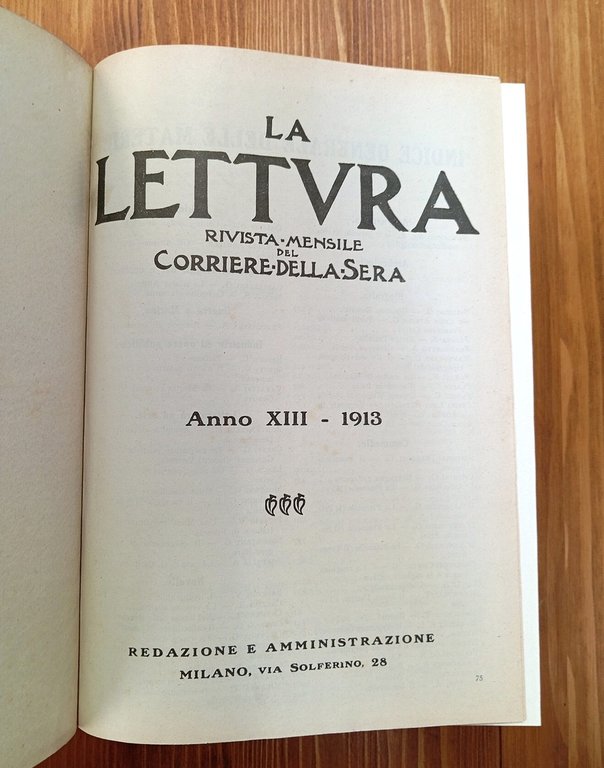 LA
LETTVRA
RIVISTA-MENSILE
DEL
CORRIERE·DELLA·SERA
Anno XIII - 1913
REDAZIONE E AMMINISTRAZIONE
MILANO, VIA SOLFERINO, 28
75